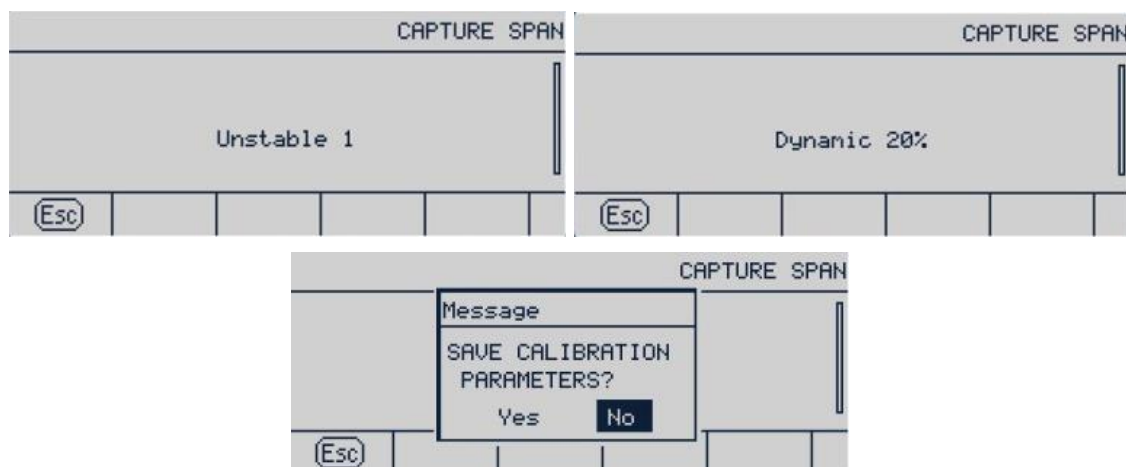 CAPTURE SPAN
Unstable 1
Esc
CAPTURE SPAN
Dynamic 20%
Esc
CAPTURE SPAN
Message
SAVE CALIBRATION
PARAMETERS?
Yes No
Esc